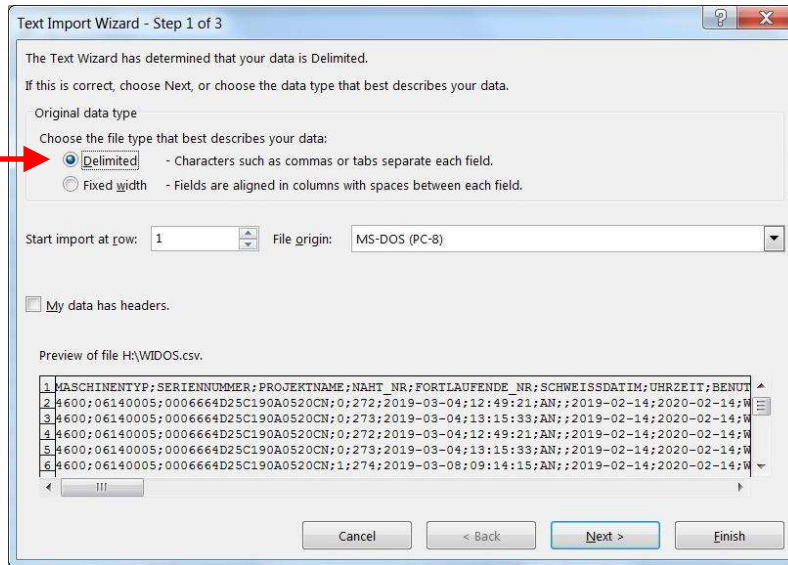 Text Import Wizard - Step 1 of 3
The Text Wizard has determined that your data is Delimited.
If this is correct, choose Next, or choose the data type that best describes your data.
Original data type
Choose the file type that best describes your data:
Delimited - Characters such as commas or tabs separate each field.
Fixed width - Fields are aligned in columns with spaces between each field.
Start import at row: 1 File origin: MS-DOS (PC-8)
My data has headers.
Preview of file H:\WIDOS.csv.
1 MASCHINENTYP;SERIENNUMMER;PROJEKTNAME;NAHT_NR;FORTLAUFENDE_NR;SCHWEISSDATIM;UHRZEIT;BENUT
2 4600;06140005;0006664D25C190A0520CN;0;272;2019-03-04;12:49:21;AN;;2019-02-14;2020-02-14;W
3 4600;06140005;0006664D25C190A0520CN;0;273;2019-03-04;13:15:33;AN;;2019-02-14;2020-02-14;W
4 4600;06140005;0006664D25C190A0520CN;0;272;2019-03-04;12:49:21;AN;;2019-02-14;2020-02-14;W
5 4600;06140005;0006664D25C190A0520CN;0;273;2019-03-04;13:15:33;AN;;2019-02-14;2020-02-14;W
6 4600;06140005;0006664D25C190A0520CN;1;274;2019-03-08;09:14:15;AN;;2019-02-14;2020-02-14;W
Cancel < Back Next > Finish